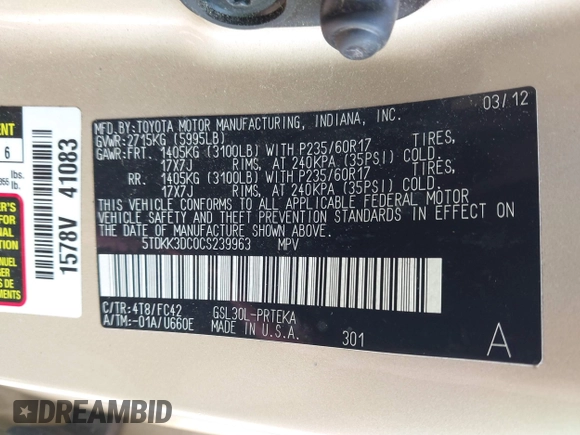 03/12
MFD.BY:TOYOTA MOTOR MANUFACTURING, INDIANA, INC.
GVWR:2715KG (5995LB)
GAWR:FRT. 1405KG (3100LB) WITH P235/60R17 TIRES,
17X7J RIMS, AT 240KPA (35PSI) COLD.
RR. 1405KG (3100LB) WITH P235/60R17 TIRES,
17X7J RIMS, AT 240KPA (35PSI) COLD.
THIS VEHICLE CONFORMS TO ALL APPLICABLE FEDERAL MOTOR
VEHICLE SAFETY AND THEFT PREVENTION STANDARDS IN EFFECT ON
THE DATE OF MANUFACTURE SHOWN ABOVE.
5TDKK3DC0CS239963 MPV
C/TR:4T8/FC42 GSL30L-PRTEKA
A/TM:-01A/U660E MADE IN U.S.A. 301 A
1578V 41083
6
lbs.
lb.
DREAMBID